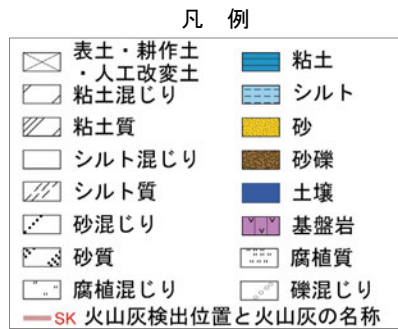 凡 例
表土・耕作土
・人工改変土
粘土混じり
粘土質
シルト混じり
シルト質
砂混じり
砂質
腐植混じり
粘土
シルト
砂
砂礫
土壌
基盤岩
腐植質
礫混じり
SK 火山灰検出位置と火山灰の名称